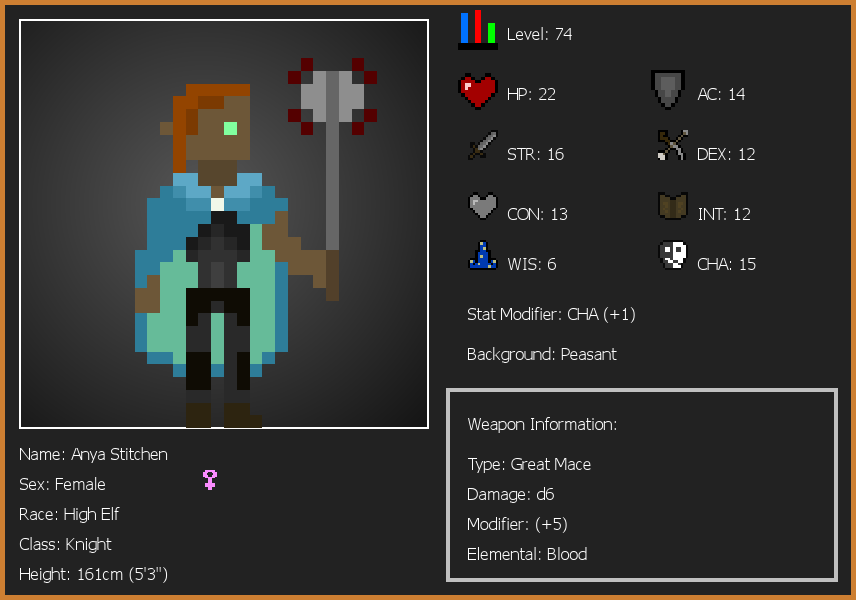 Level: 74
HP: 22
AC: 14
STR: 16
DEX: 12
CON: 13
INT: 12
WIS: 6
CHA: 15
Stat Modifier: CHA (+1)
Background: Peasant
Weapon Information:
Type: Great Mace
Damage: d6
Modifier: (+5)
Elemental: Blood
Name: Anya Stitchen
Sex: Female
Race: High Elf
Class: Knight
Height: 161cm (5'3")